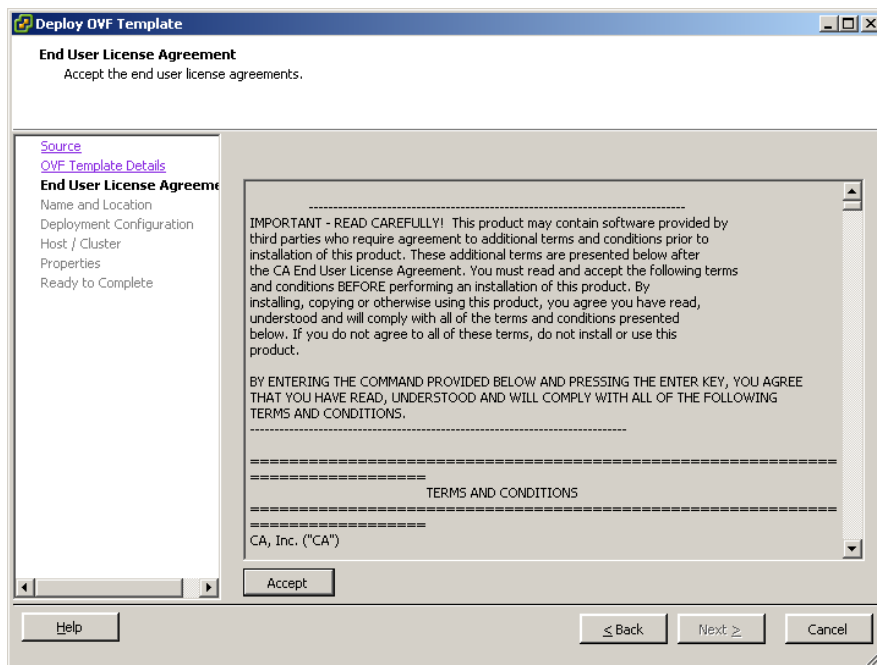 Deploy OVF Template
End User License Agreement
Accept the end user license agreements.
Source
OVF Template Details
End User License Agreeme
Name and Location
Deployment Configuration
Host / Cluster
Properties
Ready to Complete
--------------------------------------------------------------------------------
IMPORTANT - READ CAREFULLY!  This product may contain software provided by
third parties who require agreement to additional terms and conditions prior to
installation of this product. These additional terms are presented below after
the CA End User License Agreement. You must read and accept the following terms
and conditions BEFORE performing an installation of this product. By
installing, copying or otherwise using this product, you agree you have read,
understood and will comply with all of the terms and conditions presented
below. If you do not agree to all of these terms, do not install or use this
product.
BY ENTERING THE COMMAND PROVIDED BELOW AND PRESSING THE ENTER KEY, YOU AGREE
THAT YOU HAVE READ, UNDERSTOOD AND WILL COMPLY WITH ALL OF THE FOLLOWING
TERMS AND CONDITIONS.
--------------------------------------------------------------------------------
============================================================
==================
TERMS AND CONDITIONS
============================================================
==================
CA, Inc. ("CA")
Accept
Help
≤ Back
Next ≥
Cancel